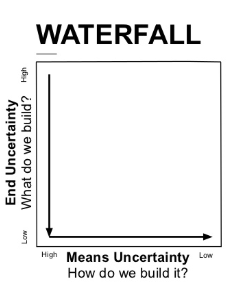 WATERFALL
High
End Uncertainty
What do we build?
Low
High
Means Uncertainty
Low
How do we build it?